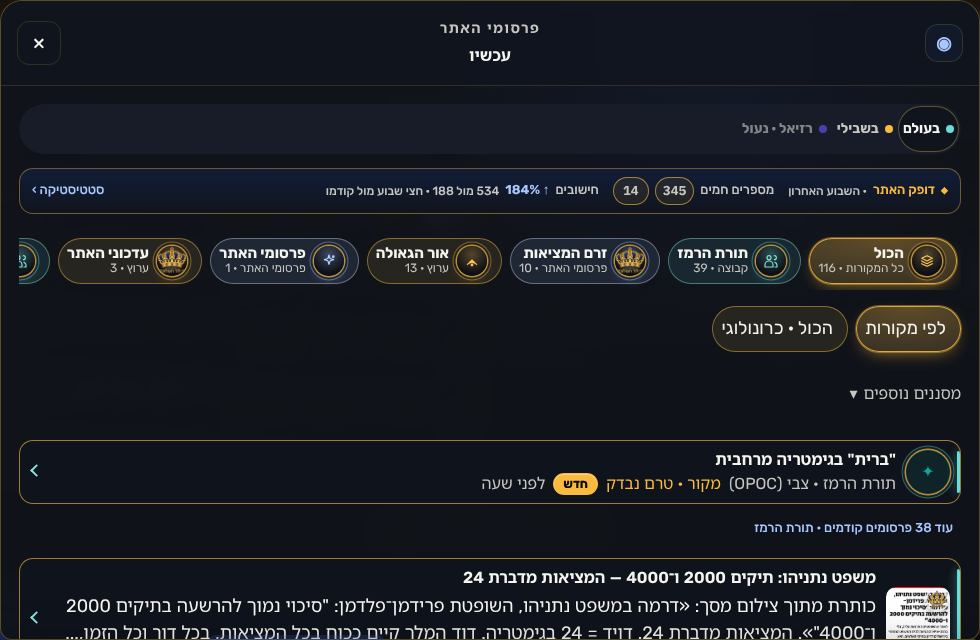 פרסומי האתר
עכשיו
בעולם
בשבילי
רזיאל • נעול
דופק האתר • השבוע האחרון
מספרים חמים 345 14
חישובים ↑ 184% 534 מול 188 • חצי שבוע מול קודמו
סטטיסטיקה ›
הכול
כל המקורות • 116
תורת הרמז
קבוצה • 39
זרם המציאות
פרסומי האתר • 10
אור הגאולה
ערוץ • 13
פרסומי האתר
פרסומי האתר • 1
עדכוני האתר
ערוץ • 3
לפי מקורות
הכול • כרונולוגי
מסננים נוספים ▾
"ברית" בגימטריה מרחבית
תורת הרמז • צבי (OPOC) מקור • טרם נבדק חדש לפני שעה
עוד 38 פרסומים קודמים • תורת הרמז
משפט נתניהו: תיקים 2000 ו־4000 – המציאות מדברת 24
כותרת מתוך צילום מסך: «דרמה במשפט נתניהו, השופטת פרידמן־פלדמן: "סיכוי נמוך להרשעה בתיקים 2000
ו־4000"». המציאות מדברת 24. דויד = 24 בגימטריה. דוד המלך קיים ככוח בכל המציאות, בכל דור וכל הזמן....